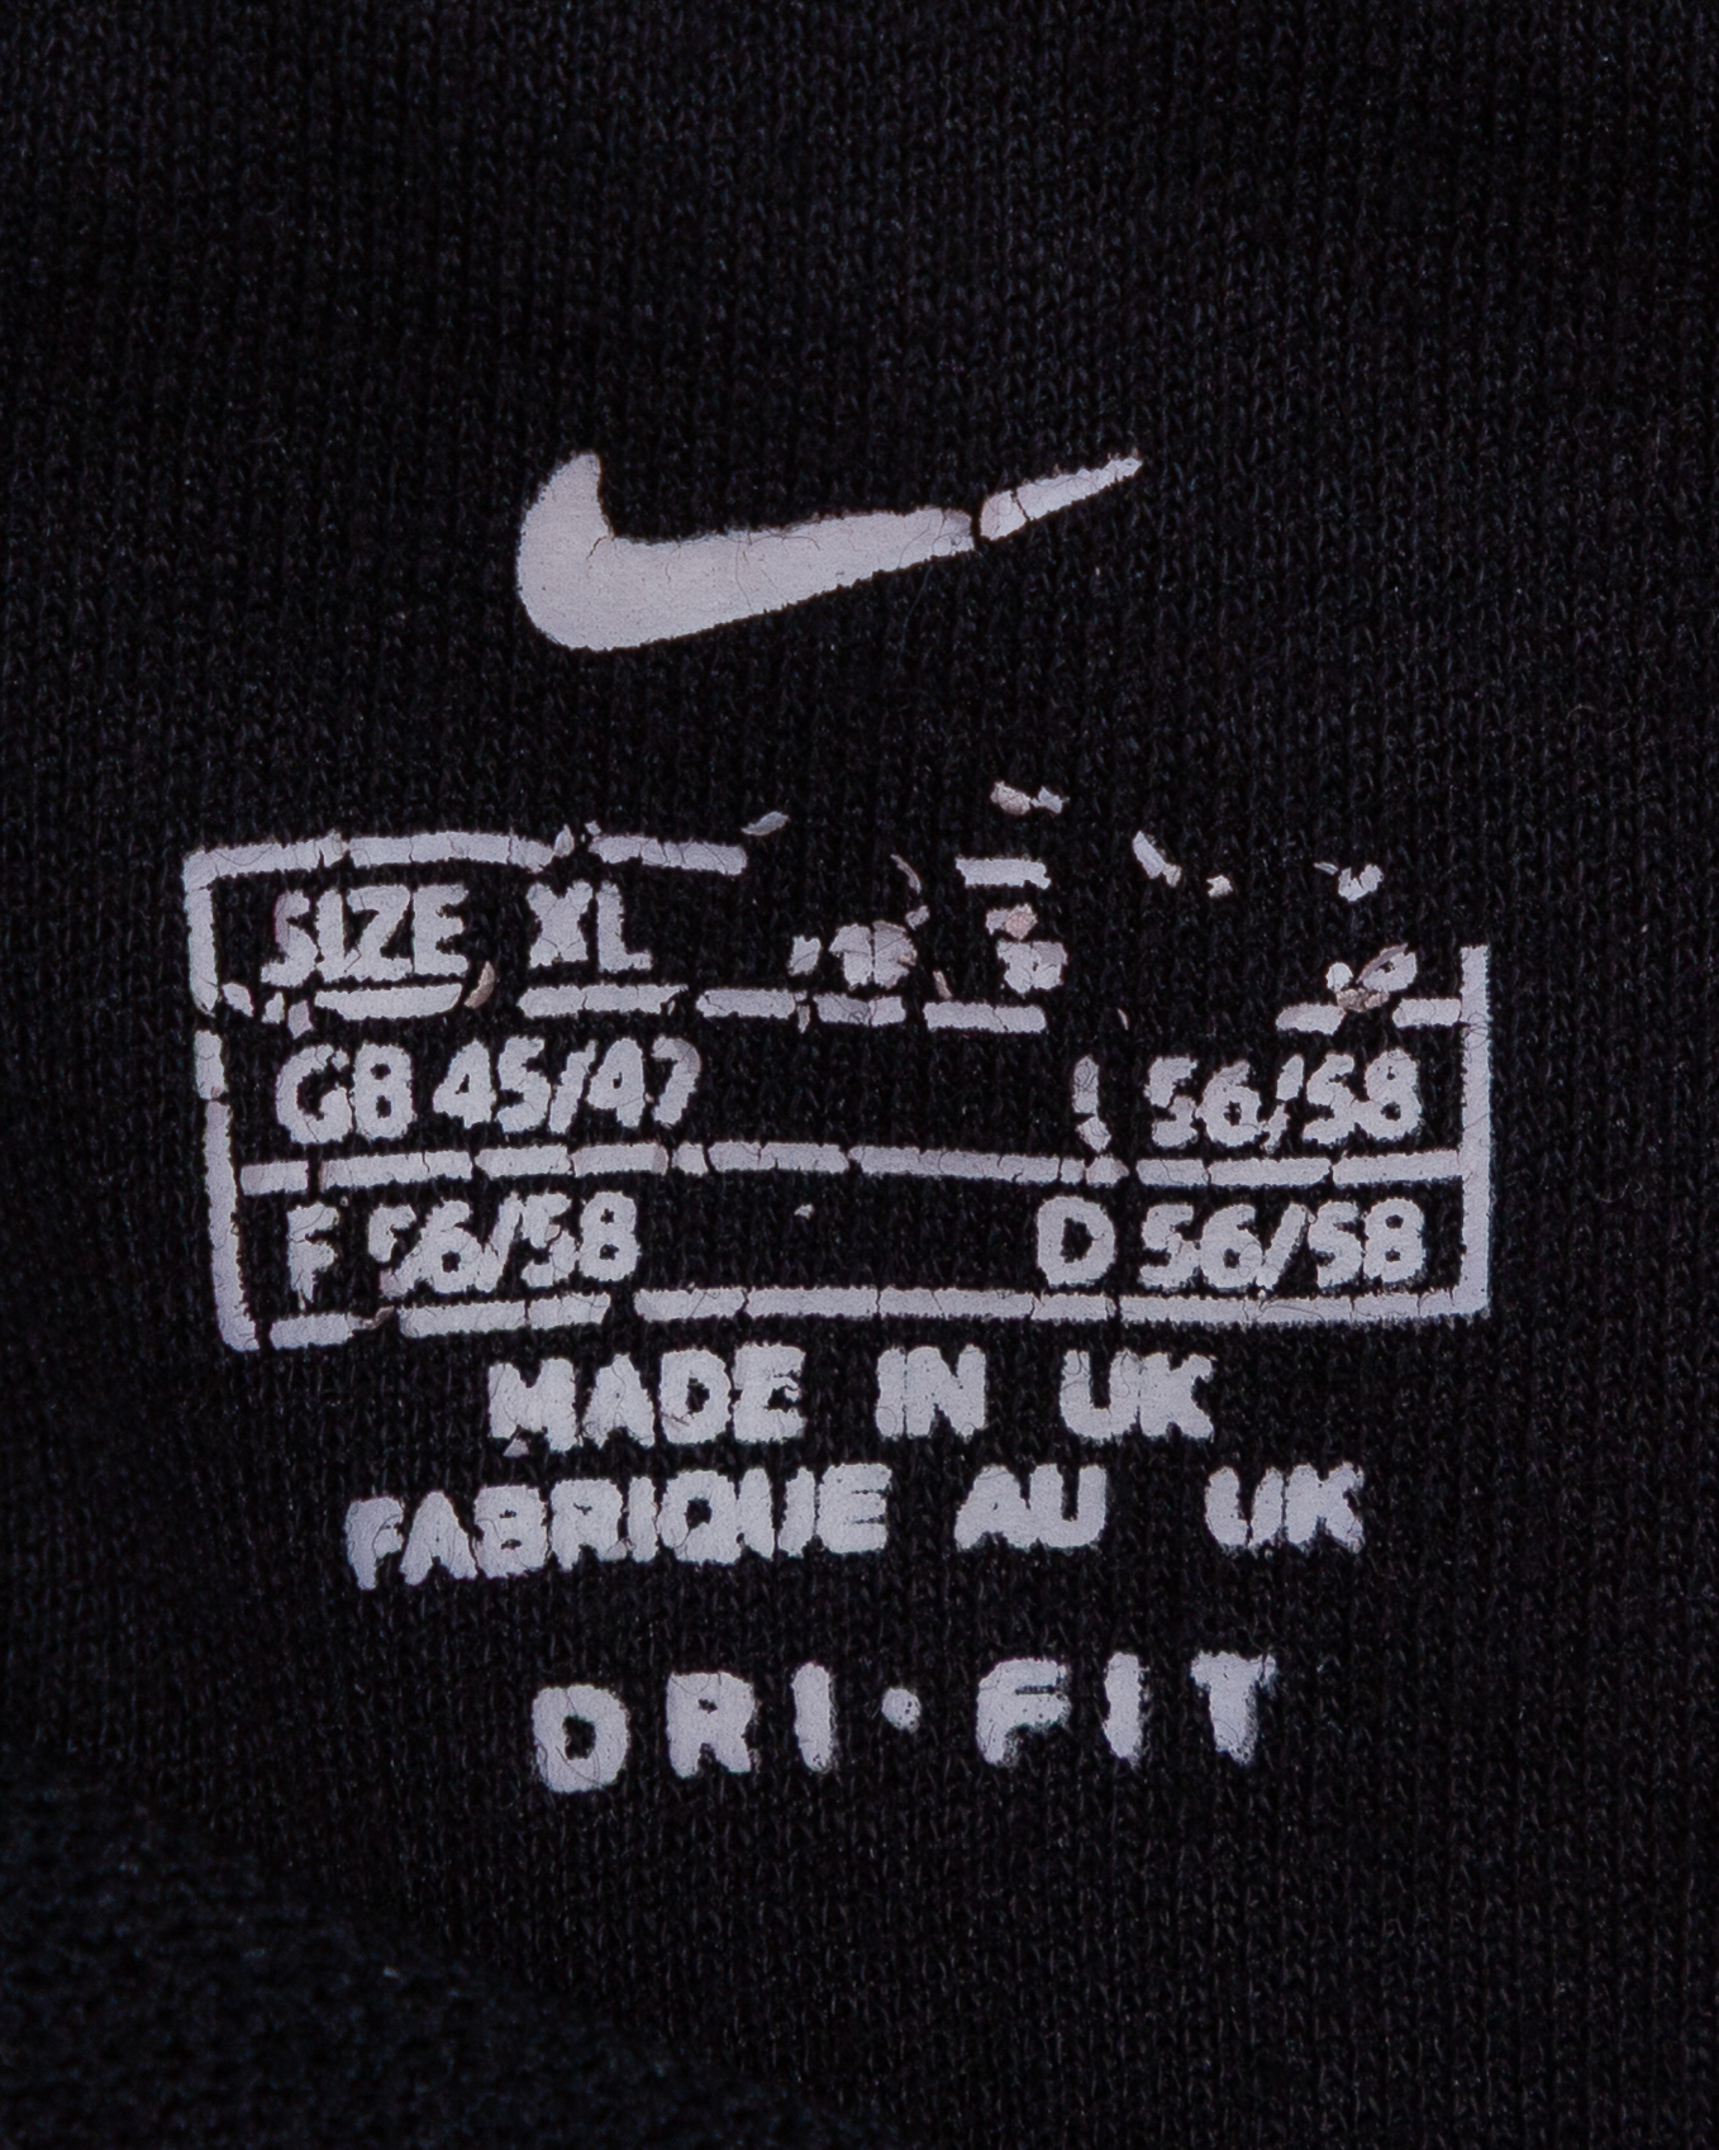 SIZE XL
GB 45/47 I 56/58
F 56/58 D 56/58
MADE IN UK
FABRIQUE AU UK
DRI·FIT